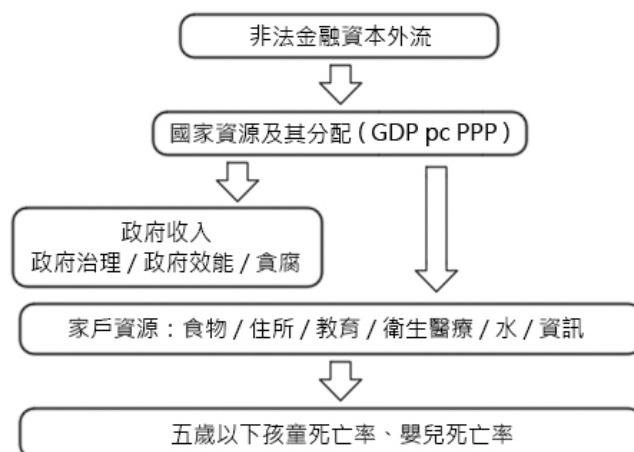 非法金融資本外流
國家資源及其分配 ( GDP pc PPP )
政府收入
政府治理 / 政府效能 / 貪腐
家戶資源：食物 / 住所 / 教育 / 衛生醫療 / 水 / 資訊
五歲以下孩童死亡率、嬰兒死亡率